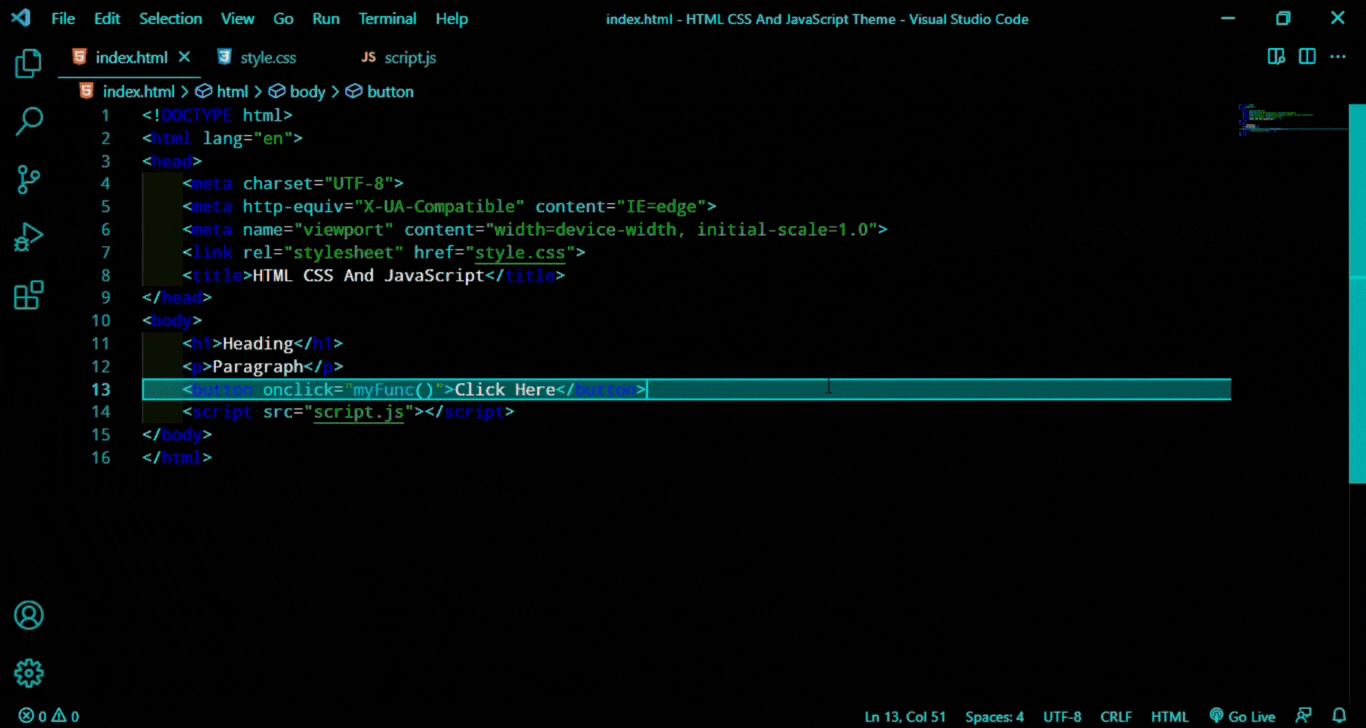 File Edit Selection View Go Run Terminal Help index.html - HTML CSS And JavaScript Theme - Visual Studio Code
index.html style.css JS script.js
index.html > html > body > button
1 <!DOCTYPE html>
2 <html lang="en">
3 <head>
4 <meta charset="UTF-8">
5 <meta http-equiv="X-UA-Compatible" content="IE=edge">
6 <meta name="viewport" content="width=device-width, initial-scale=1.0">
7 <link rel="stylesheet" href="style.css">
8 <title>HTML CSS And JavaScript</title>
9 </head>
10 <body>
11 <h1>Heading</h1>
12 <p>Paragraph</p>
13 <button onclick="myFunc()">Click Here</button>
14 <script src="script.js"></script>
15 </body>
16 </html>
0 0 Ln 13, Col 51 Spaces: 4 UTF-8 CRLF HTML Go Live